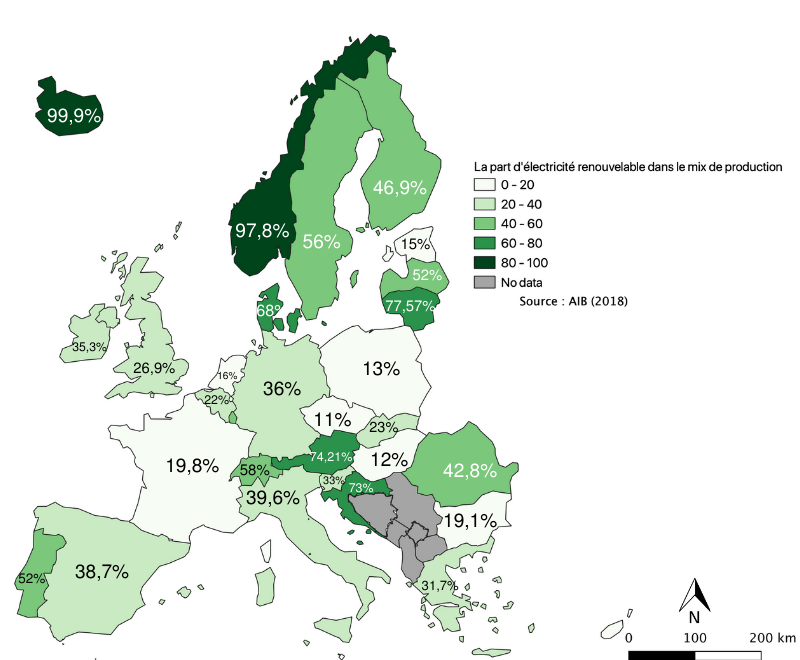 99,9%
La part d'électricité renouvelable dans le mix de production
0 - 20
20 - 40
40 - 60
60 - 80
80 - 100
No data
Source : AIB (2018)
46,9%
97,8%
56%
15%
52%
77,57%
68%
35,3%
26,9%
16%
22%
36%
13%
11%
23%
74,21%
12%
42,8%
19,8%
58%
33%
73%
39,6%
19,1%
38,7%
52%
31,7%
N
0 100 200 km